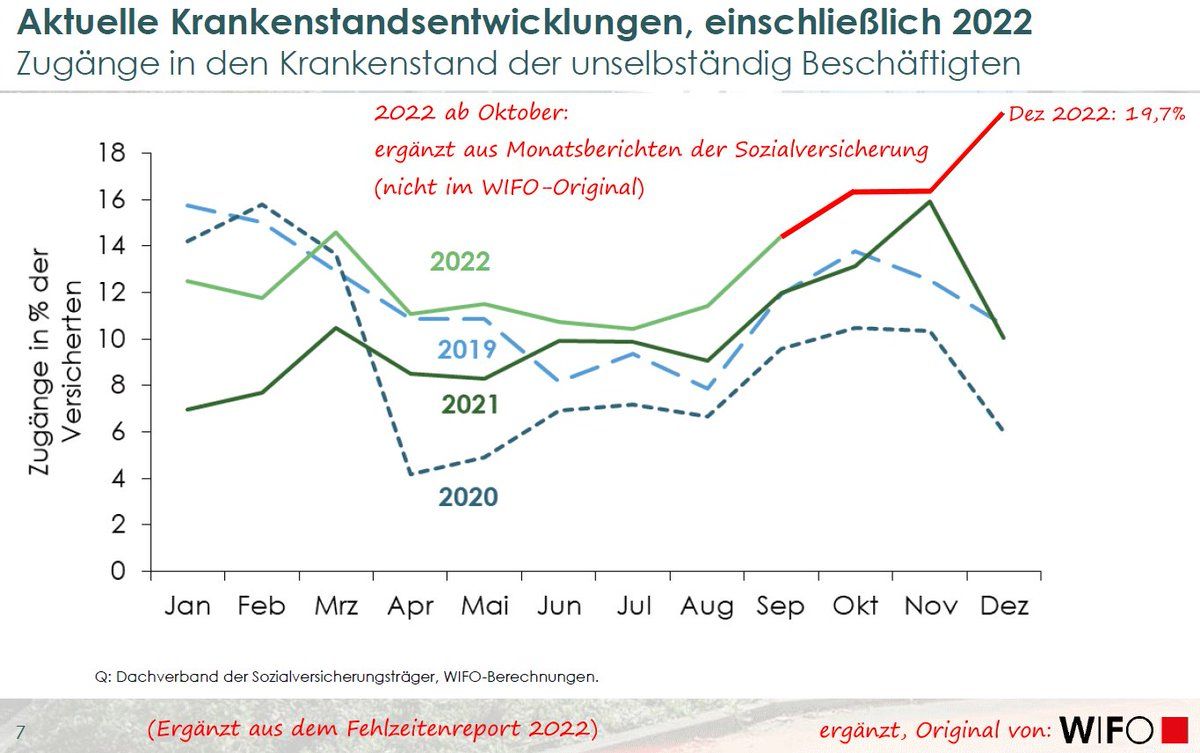 Aktuelle Krankenstandsentwicklungen, einschließlich 2022
Zugänge in den Krankenstand der unselbständig Beschäftigten
2022 ab Oktober:
ergänzt aus Monatsberichten der Sozialversicherung
(nicht im WIFO-Original)
Dez 2022: 19,7%
Zugänge in % der
Versicherten
18
16
14
12
10
8
6
4
2
0
2022
2019
2021
2020
Jan Feb Mrz Apr Mai Jun Jul Aug Sep Okt Nov Dez
Q: Dachverband der Sozialversicherungsträger, WIFO-Berechnungen.
7
(Ergänzt aus dem Fehlzeitenreport 2022)
ergänzt, Original von: WIFO